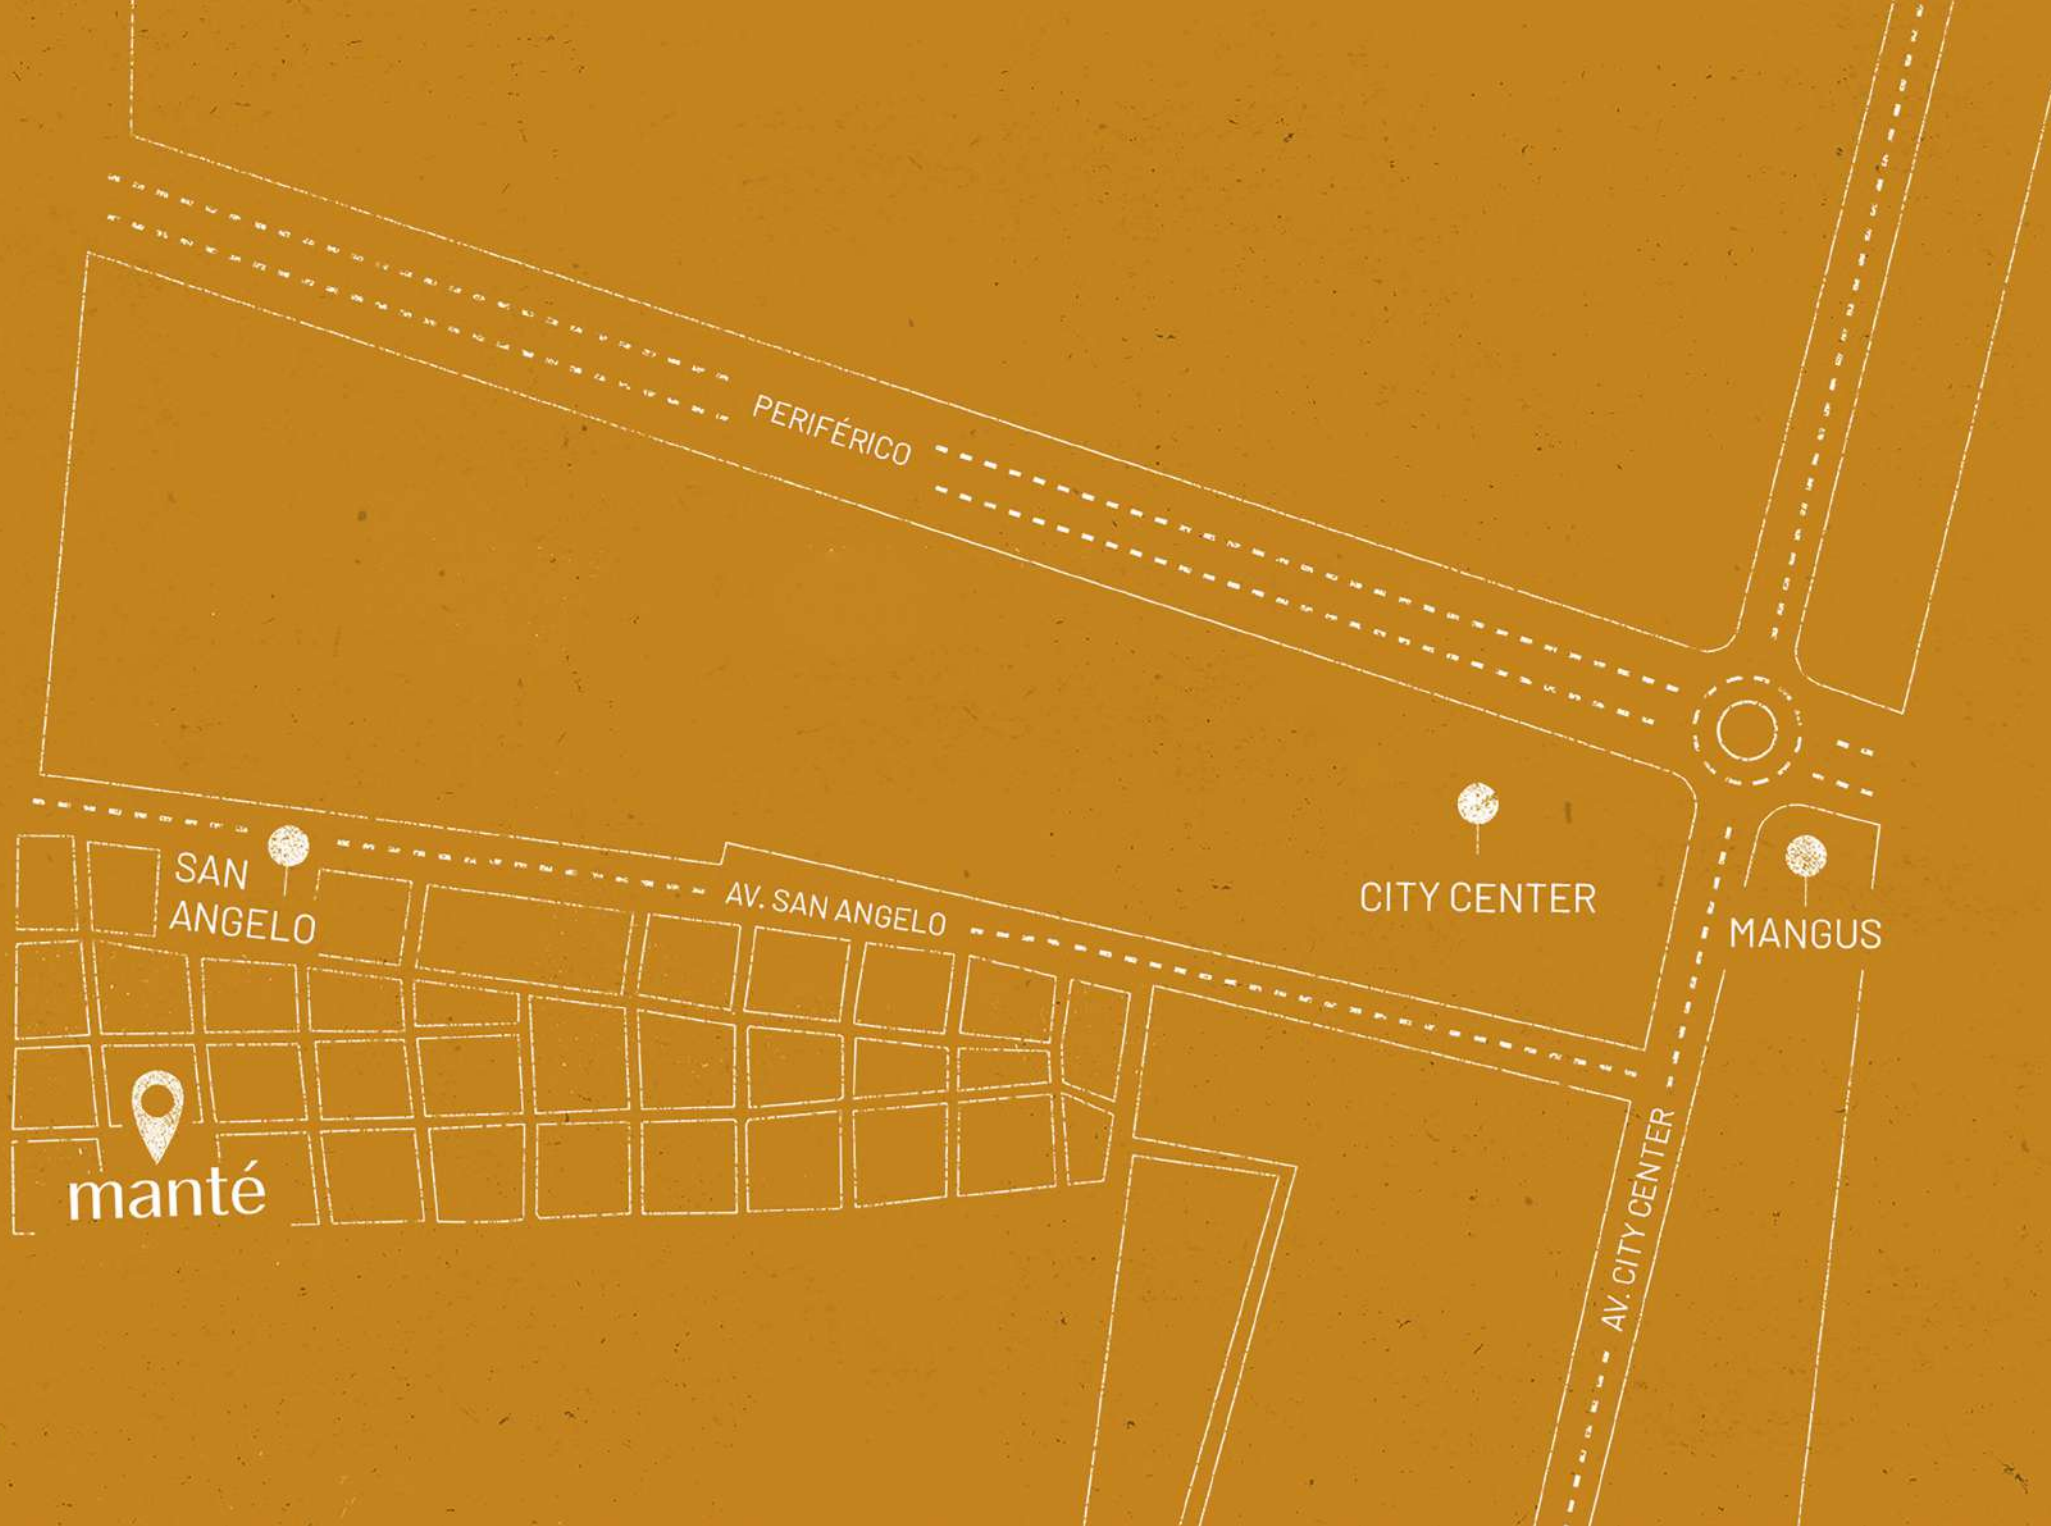 PERIFÉRICO
SAN
ANGELO
AV. SAN ANGELO
CITY CENTER
MANGUS
manté
AV. CITY CENTER